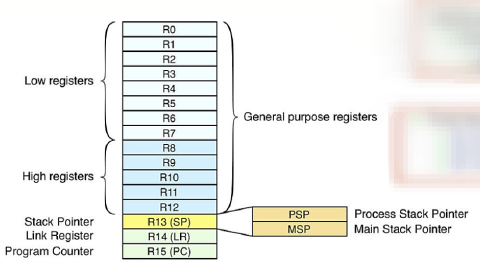 R0
R1
R2
R3
Low registers
R4
R5
R6
General purpose registers
R7
R8
R9
High registers
R10
R11
R12
PSP
Process Stack Pointer
Stack Pointer
R13 (SP)
MSP
Main Stack Pointer
Link Register
R14 (LR)
Program Counter
R15 (PC)